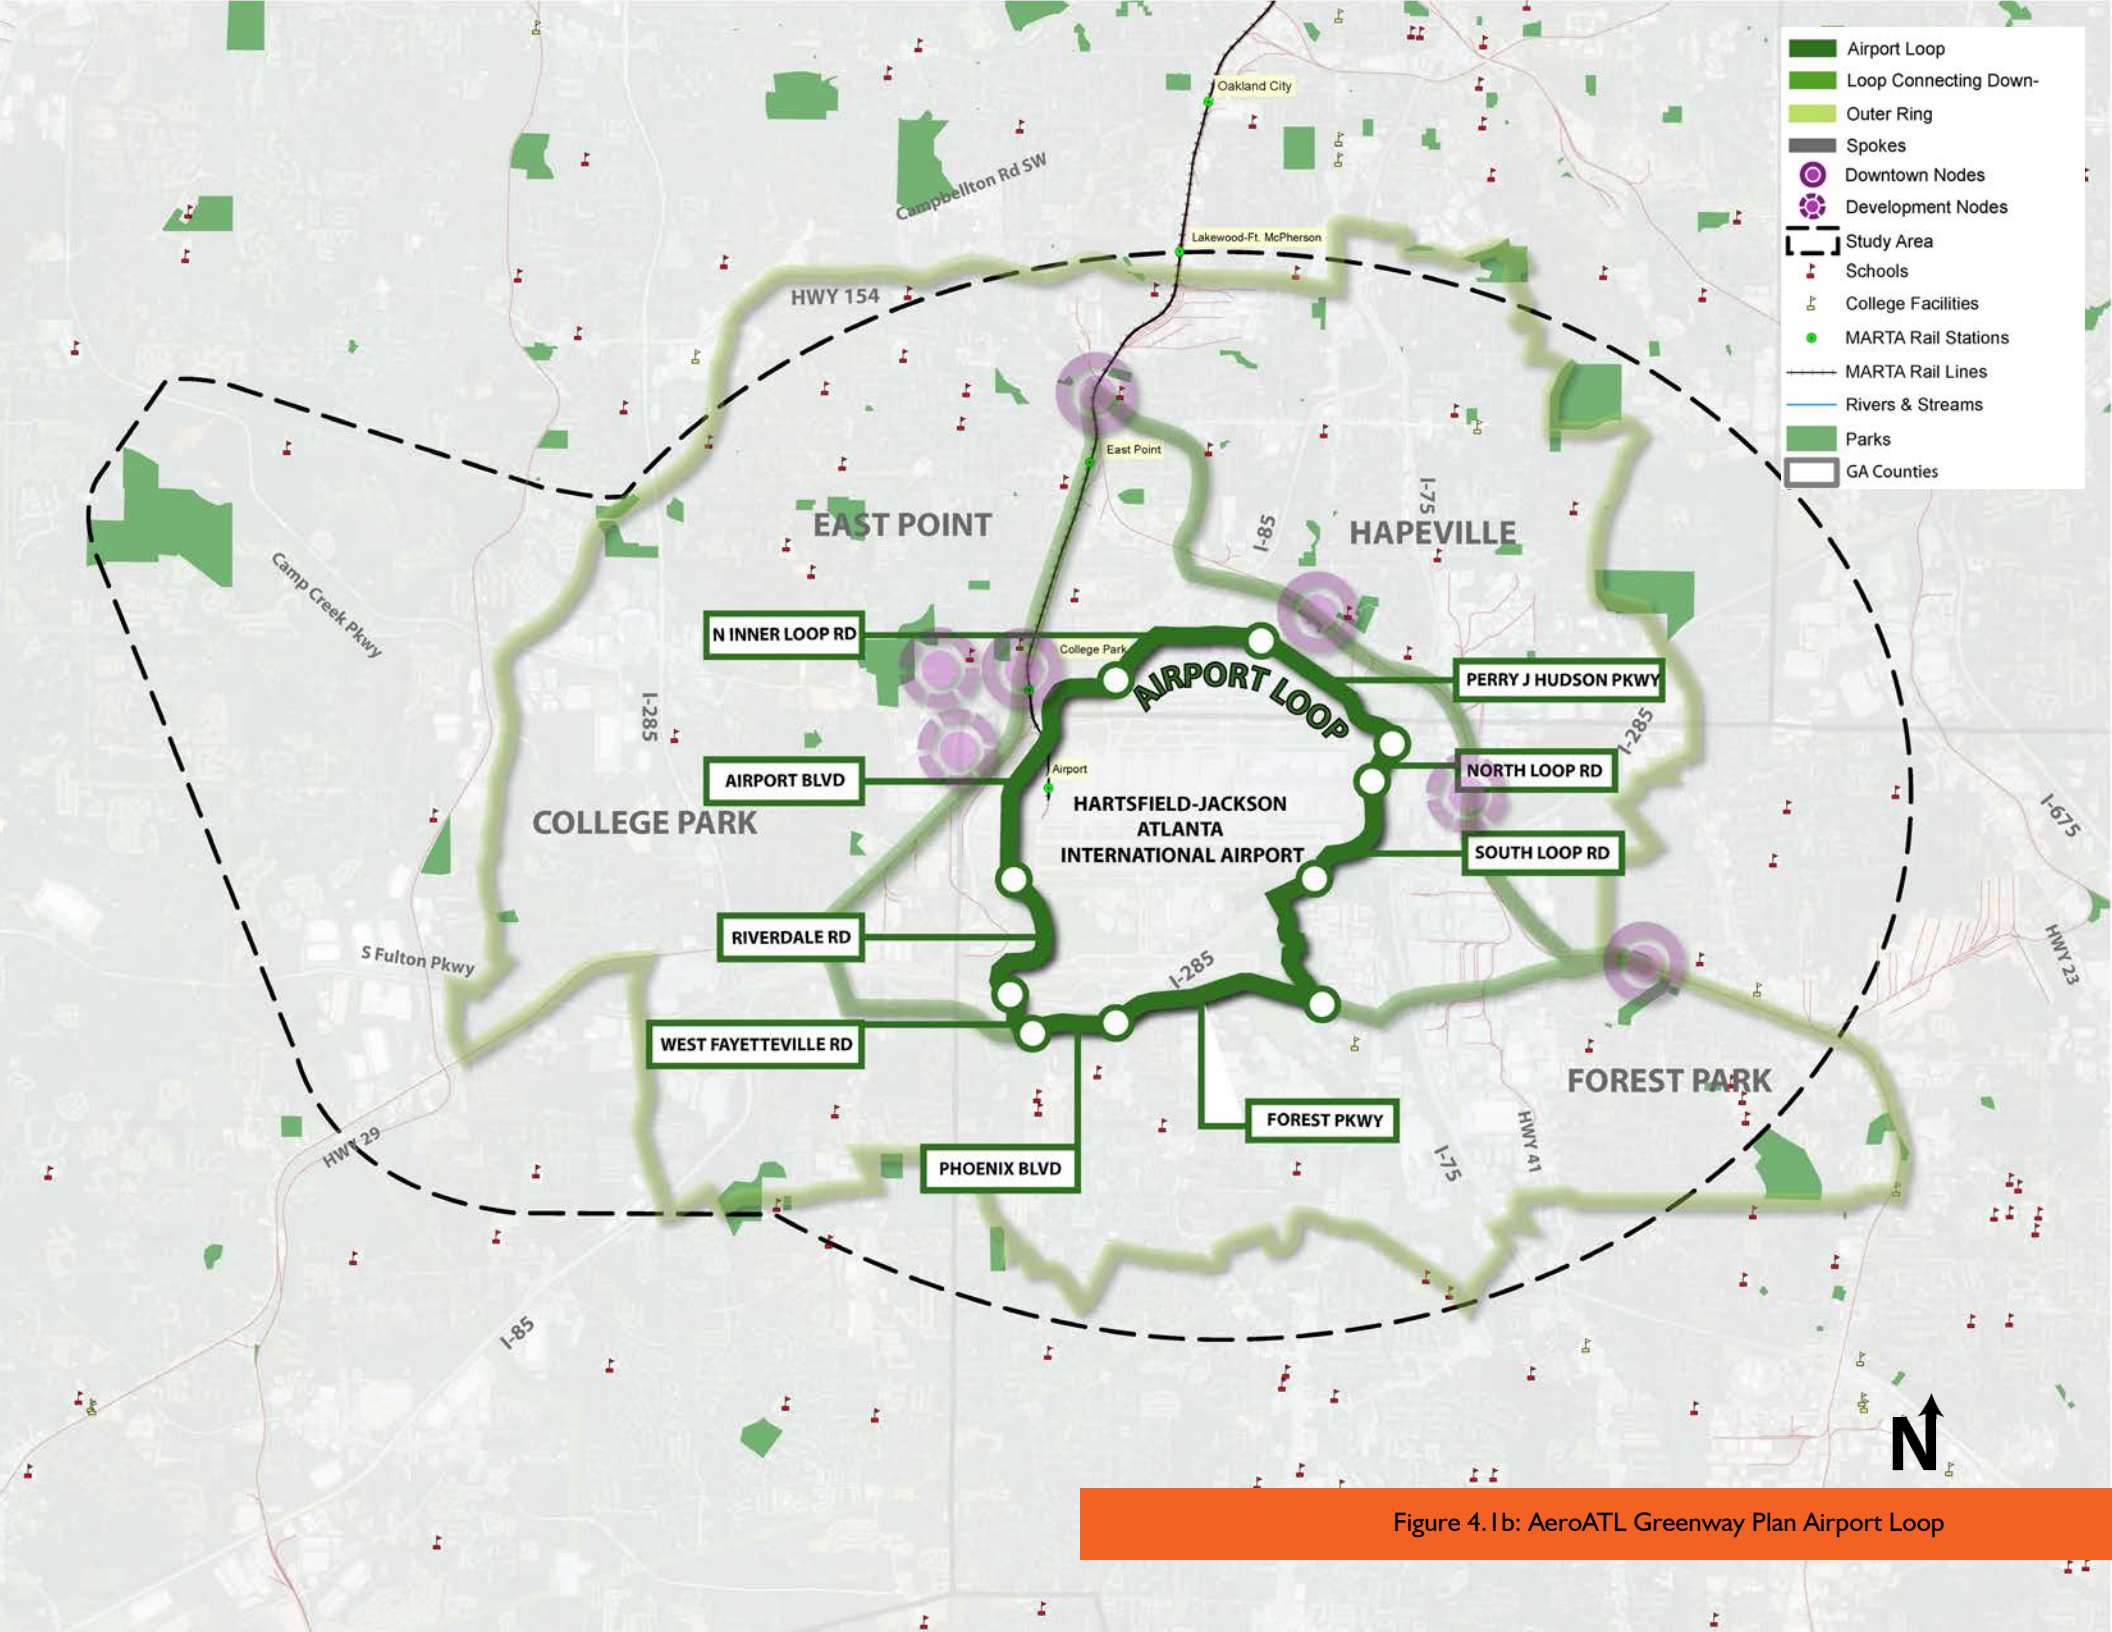 Airport Loop
Loop Connecting Down-
Outer Ring
Spokes
Downtown Nodes
Development Nodes
Study Area
Schools
College Facilities
MARTA Rail Stations
MARTA Rail Lines
Rivers & Streams
Parks
GA Counties
Oakland City
Campbellton Rd SW
Lakewood-Ft. McPherson
HWY 154
East Point
I-75
EAST POINT
I-85
HAPEVILLE
Camp Creek Pkwy
N INNER LOOP RD
College Park
AIRPORT LOOP
PERRY J HUDSON PKWY
I-285
I-285
AIRPORT BLVD
Airport
NORTH LOOP RD
COLLEGE PARK
HARTSFIELD-JACKSON
ATLANTA
INTERNATIONAL AIRPORT
SOUTH LOOP RD
I-675
RIVERDALE RD
S Fulton Pkwy
I-285
HWY 23
WEST FAYETTEVILLE RD
FOREST PARK
FOREST PKWY
HWY 29
HWY 41
I-75
PHOENIX BLVD
I-85
N
Figure 4.1b: AeroATL Greenway Plan Airport Loop